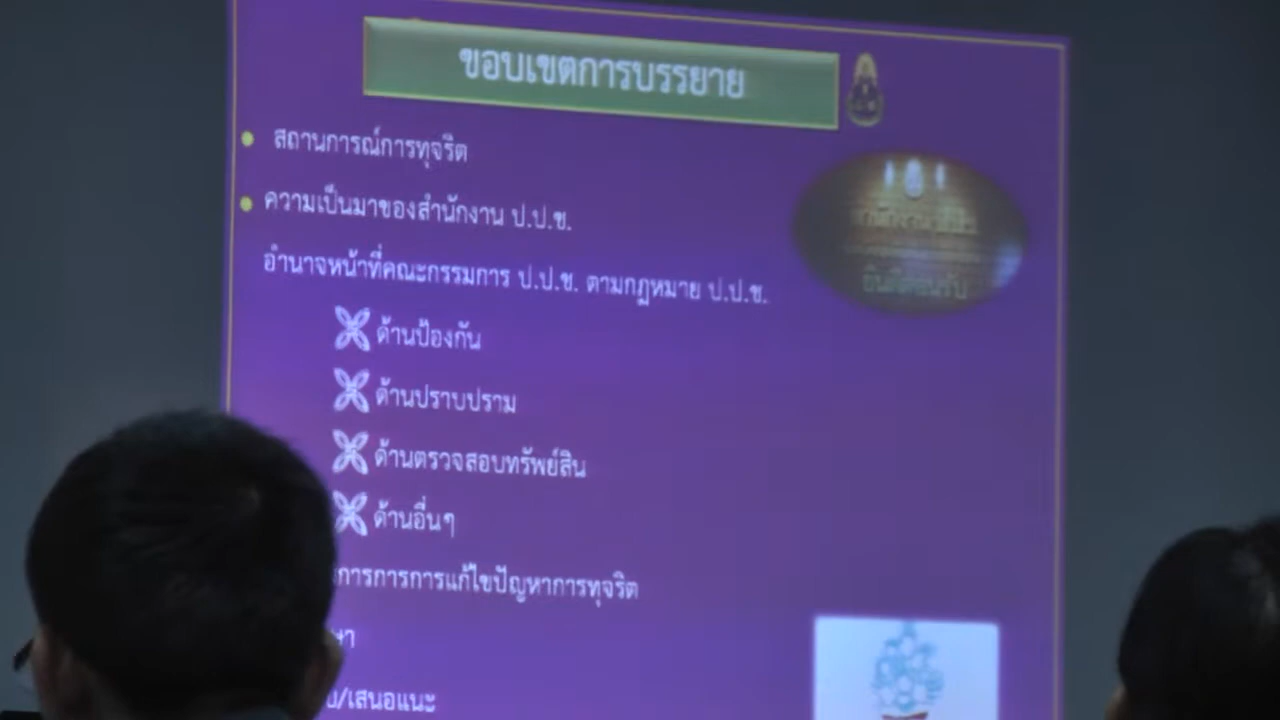 ขอบเขตการบรรยาย
สถานการณ์การทุจริต
ความเป็นมาของสำนักงาน ป.ป.ช.
อำนาจหน้าที่คณะกรรมการ ป.ป.ช. ตามกฎหมาย ป.ป.ช.
ด้านป้องกัน
ด้านปราบปราม
ด้านตรวจสอบทรัพย์สิน
ด้านอื่นๆ
การการการแก้ไขปัญหาการทุจริต
/เสนอแนะ